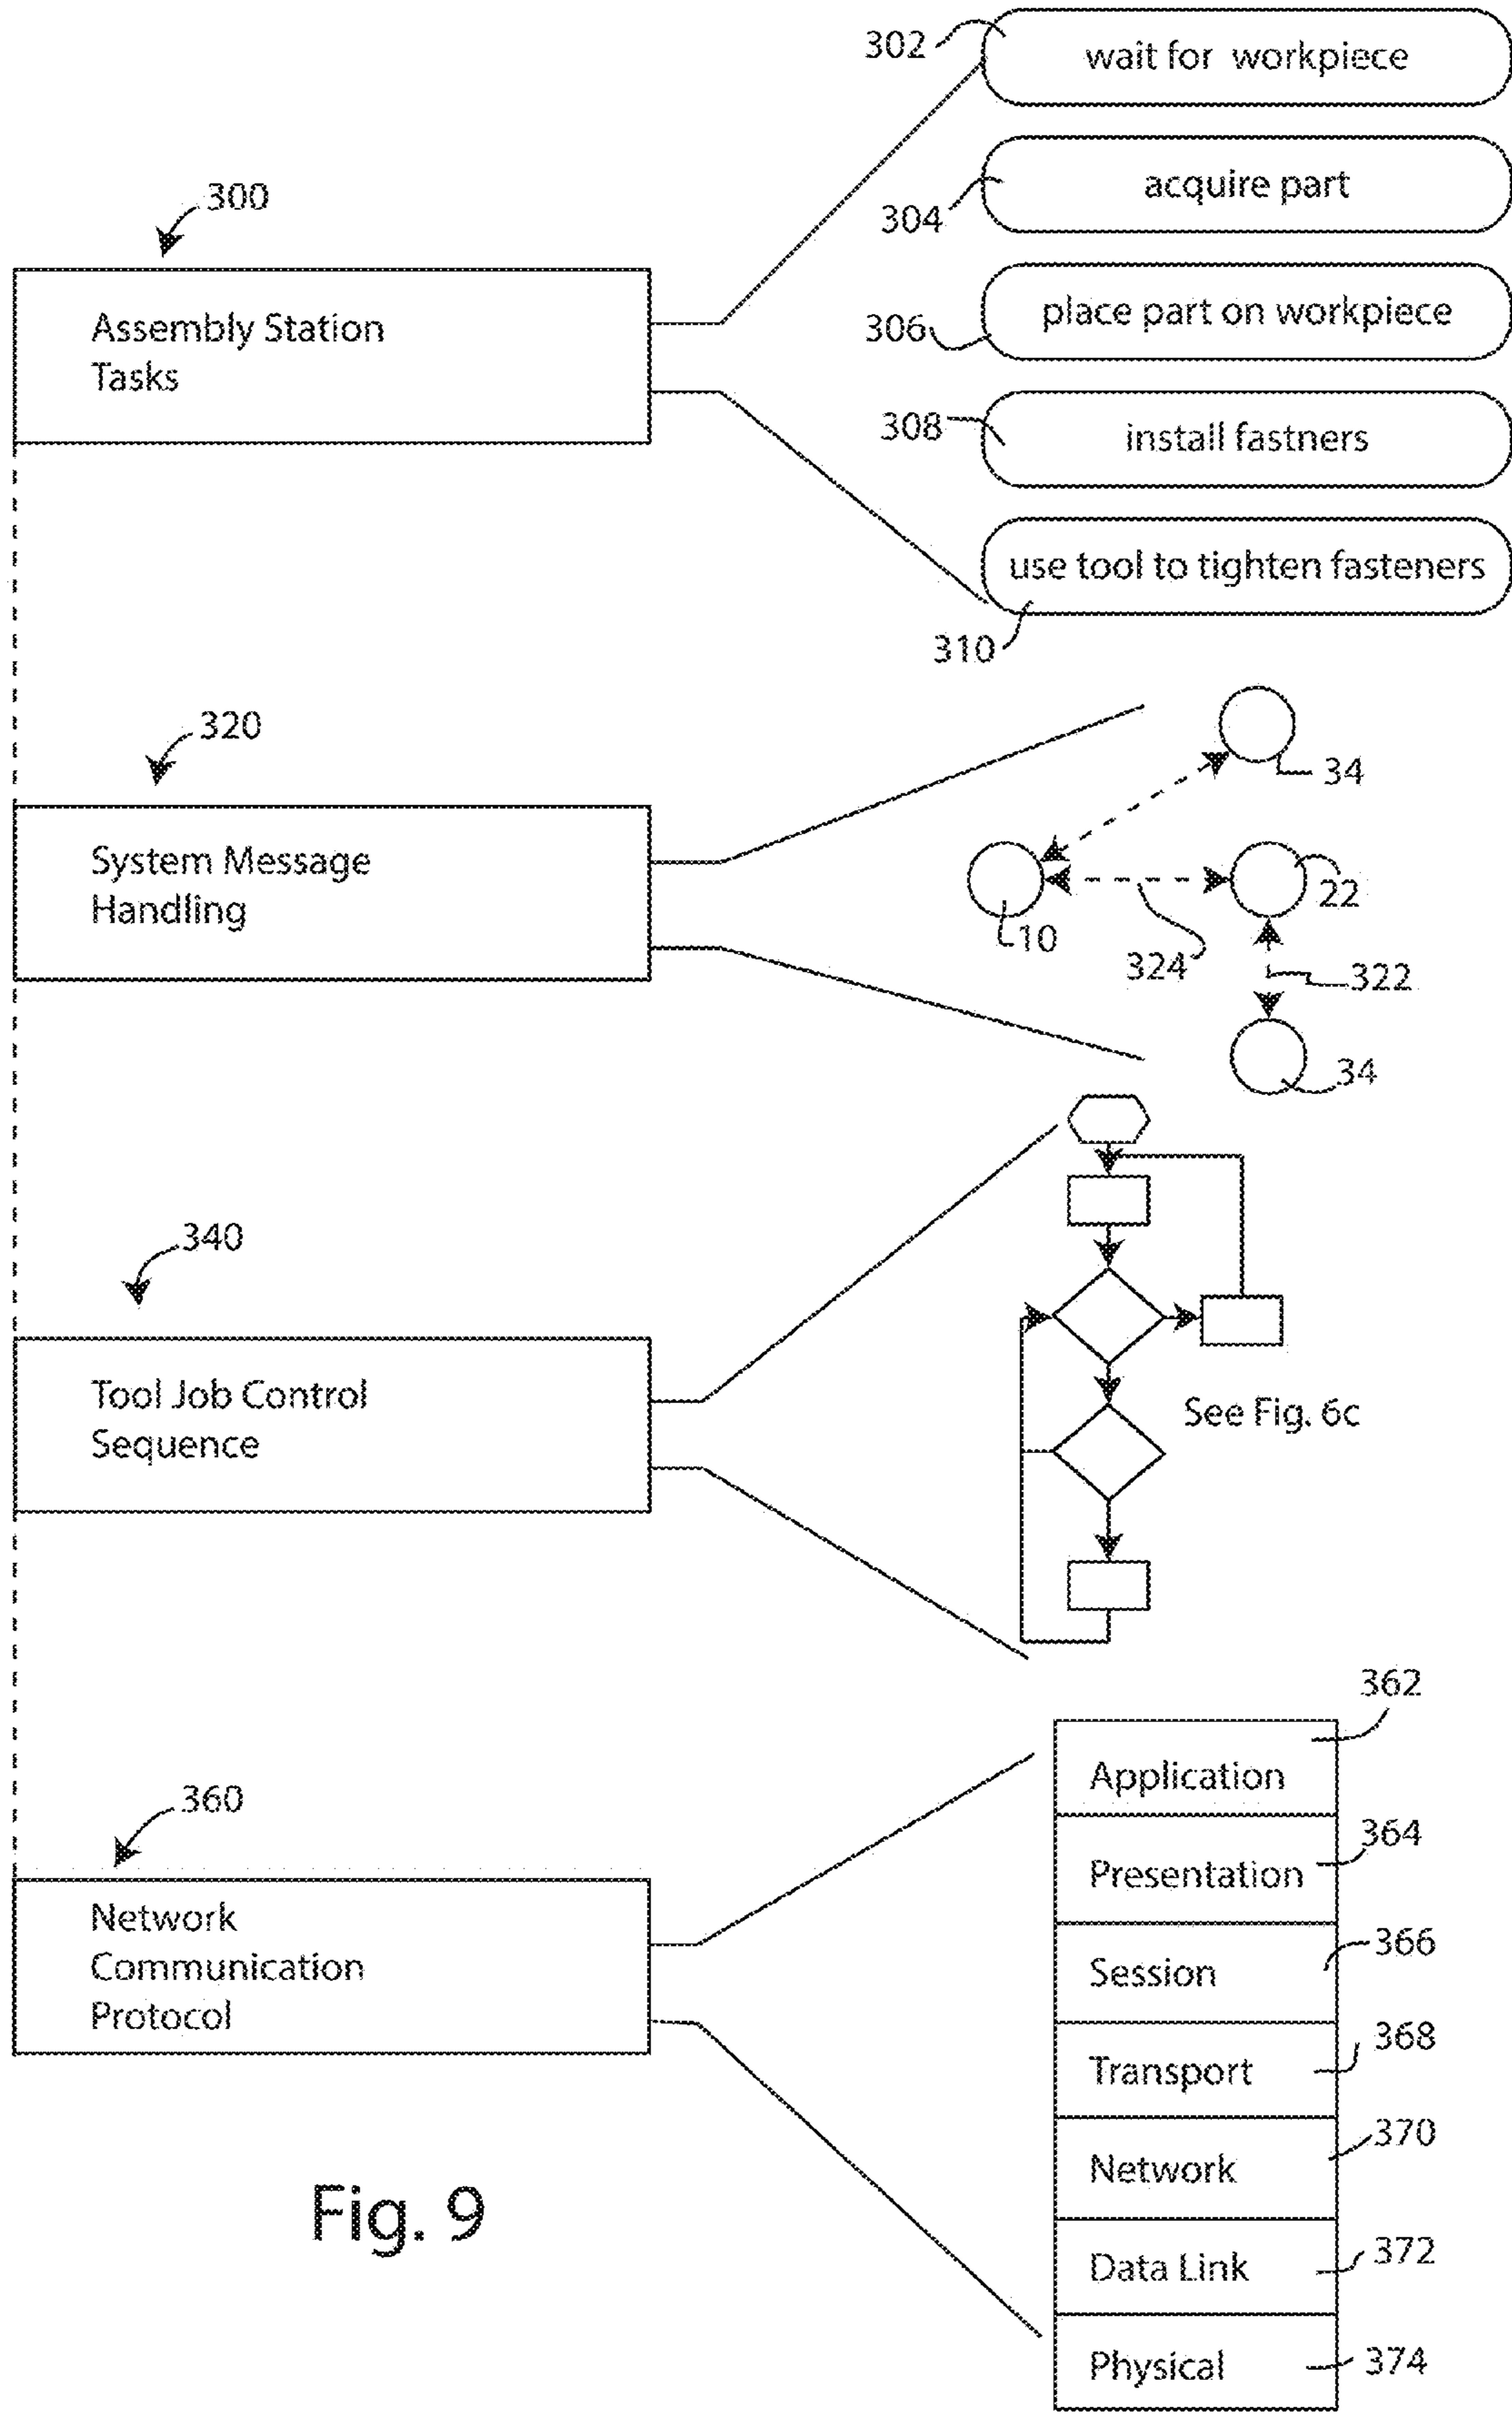 302
wait for workpiece
304
acquire part
300
Assembly Station
Tasks
306
place part on workpiece
308
install fastners
use tool to tighten fasteners
310
320
System Message
Handling
34
10
22
324
322
34
340
Tool Job Control
Sequence
See Fig. 6c
360
Network
Communication
Protocol
362
Application
364
Presentation
366
Session
368
Transport
370
Network
372
Data Link
374
Physical
Fig. 9